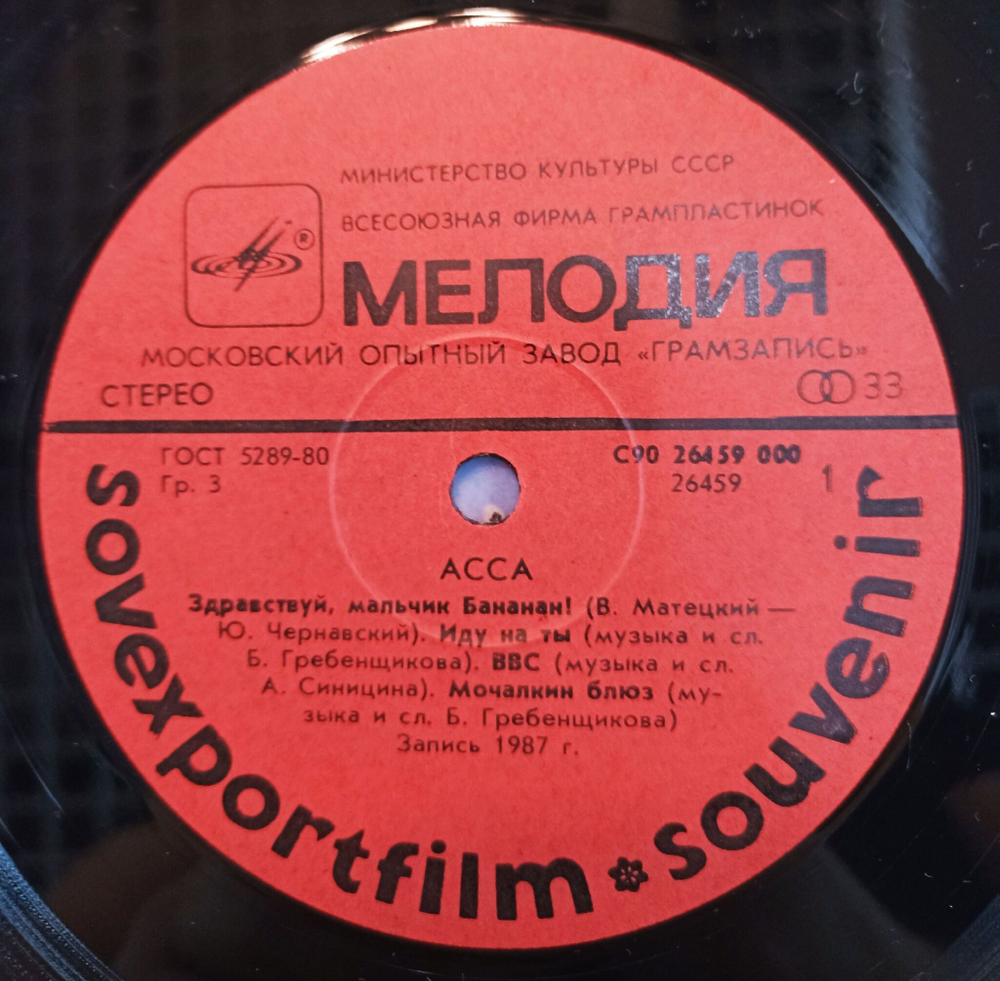 МИНИСТЕРСТВО КУЛЬТУРЫ СССР
ВСЕСОЮЗНАЯ ФИРМА ГРАМПЛАСТИНОК
®
МЕЛОДИЯ
МОСКОВСКИЙ ОПЫТНЫЙ ЗАВОД «ГРАМЗАПИСЬ»
СТЕРЕО
33
ГОСТ 5289-80
Гр. 3
С90 26459 000
26459
1
АССА
Здравствуй, мальчик Бананан! (В. Матецкий —
Ю. Чернавский). Иду на ты (музыка и сл.
Б. Гребенщикова). ВВС (музыка и сл.
А. Синицина). Мочалкин блюз (му-
зыка и сл. Б. Гребенщикова)
Запись 1987 г.
sovexportfilm * souvenir